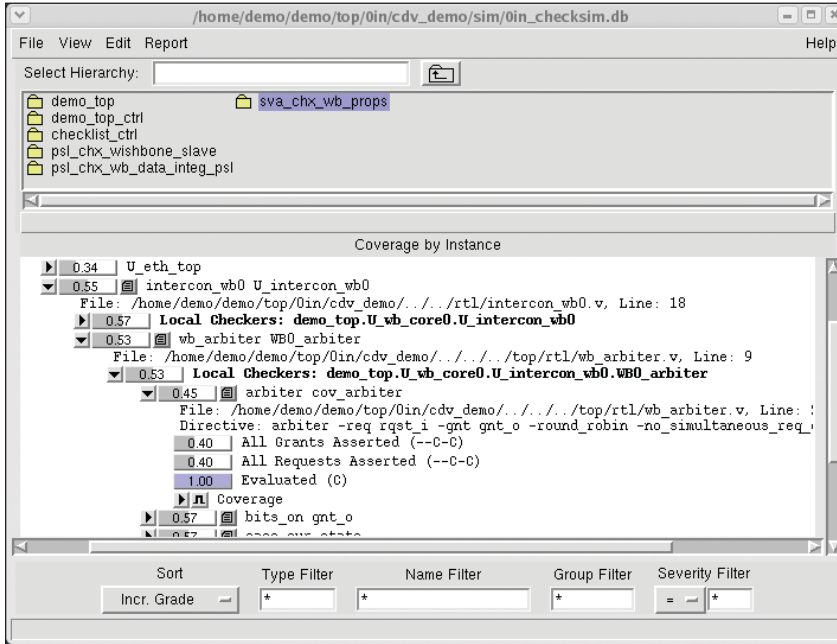 /home/demo/demo/top/0in/cdv_demo/sim/0in_checksim.db
File View Edit Report Help
Select Hierarchy:
demo_top sva_chx_wb_props
demo_top_ctrl
checklist_ctrl
psl_chx_wishbone_slave
psl_chx_wb_data_integ_psl
Coverage by Instance
0.34 U_eth_top
0.55 intercon_wb0 U_intercon_wb0
File: /home/demo/demo/top/0in/cdv_demo/../../rtl/intercon_wb0.v, Line: 18
0.57 Local Checkers: demo_top.U_wb_core0.U_intercon_wb0
0.53 wb_arbiter WB0_arbiter
File: /home/demo/demo/top/0in/cdv_demo/../../../top/rtl/wb_arbiter.v, Line: 9
0.53 Local Checkers: demo_top.U_wb_core0.U_intercon_wb0.WB0_arbiter
0.45 arbiter cov_arbiter
File: /home/demo/demo/top/0in/cdv_demo/../../../top/rtl/wb_arbiter.v, Line:
Directive: arbiter -req rqst_i -gnt gnt_o -round_robin -no_simultaneous_req_
0.40 All Grants Asserted (--C-C)
0.40 All Requests Asserted (--C-C)
1.00 Evaluated (C)
Coverage
0.57 bits_on gnt_o
0.57
Sort Type Filter Name Filter Group Filter Severity Filter
Incr. Grade * * * = *